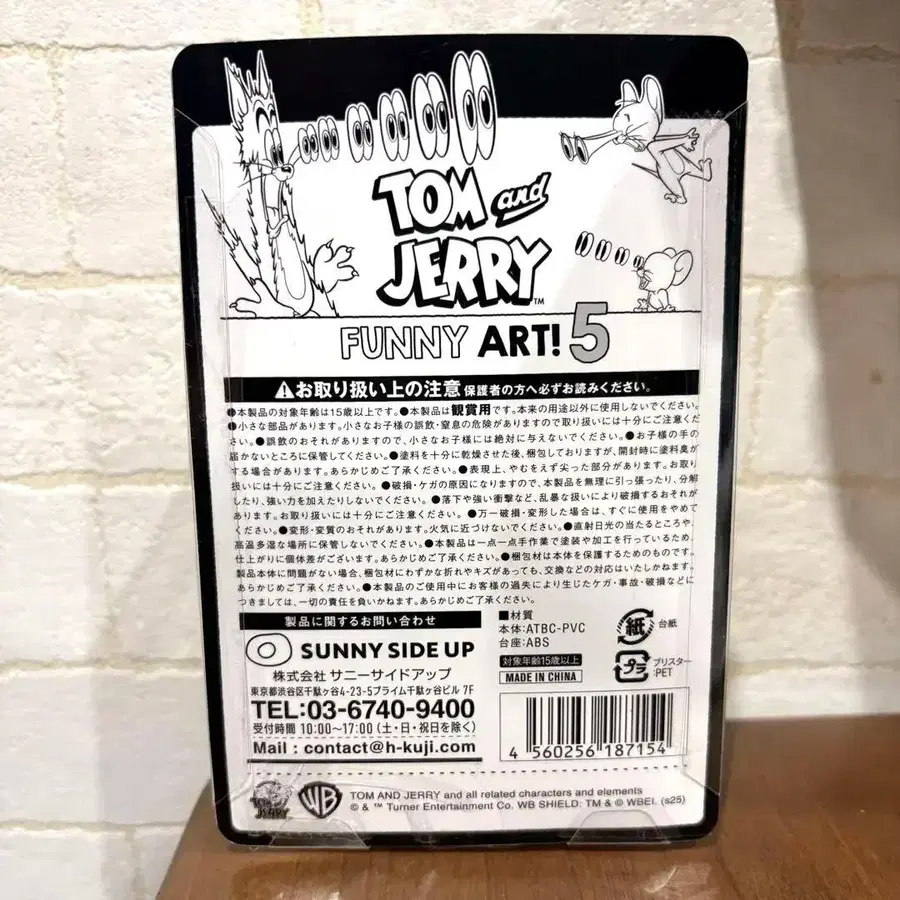 TOM and
JERRY™
FUNNY ART! 5
⚠お取り扱い上の注意 保護者の方へ必ずお読みください。
●本製品の対象年齢は15歳以上です。●本製品は観賞用です。本来の用途以外に使用しないでください。
●小さな部品があります。小さなお子様の誤飲・窒息の危険がありますので取り扱いには十分にご注意くださ
い。●誤飲のおそれがありますので、小さなお子様には絶対に与えないでください。●お子様の手の
届かないところに保管してください。●塗料を十分に乾燥させた後、梱包しておりますが、開封時に塗料臭が
する場合があります。あらかじめご了承ください。●表現上、やむをえず尖った部分があります。お取り
扱いには十分にご注意ください。●破損・ケガの原因になりますので、本製品を無理に引っ張ったり、分解
したり、強い力を加えたりしないでください。●落下や強い衝撃など、乱暴な扱いにより破損するおそれが
あります。お取り扱いには十分にご注意ください。●万一破損・変形した場合は、すぐに使用をやめ
てください。●変形・変質のおそれがあります。火気に近づけないでください。●直射日光の当たるところや、
高温多湿な場所に保管しないでください。●本製品は一点一点手作業で塗装や加工を行っているため、
仕上がりに個体差がございます。あらかじめご了承ください。●梱包材は本体を保護するためのものです。
製品本体に問題がない場合、梱包材にわずかな折れやキズがあっても、交換などの対応はいたしかねます。
あらかじめご了承ください。●本製品のご使用中にお客様の過失により生じたケガ・事故・破損などに
つきましては、一切の責任を負いかねます。あらかじめご了承ください。
製品に関するお問い合わせ
SUNNY SIDE UP
株式会社 サニーサイドアップ
東京都渋谷区千駄ヶ谷4-23-5プライム千駄ヶ谷ビル 7F
TEL:03-6740-9400
受付時間 10:00～17:00（土・日・祝日を除く）
Mail : contact@h-kuji.com
■材質
本体:ATBC-PVC
台座:ABS
対象年齢15歳以上
MADE IN CHINA
紙 台紙
プラ ブリスター
:PET
4 560256 187154
TOM and
JERRY
WB
TOM AND JERRY and all related characters and elements
© & ™ Turner Entertainment Co. WB SHIELD: TM & © WBEI. (s25)